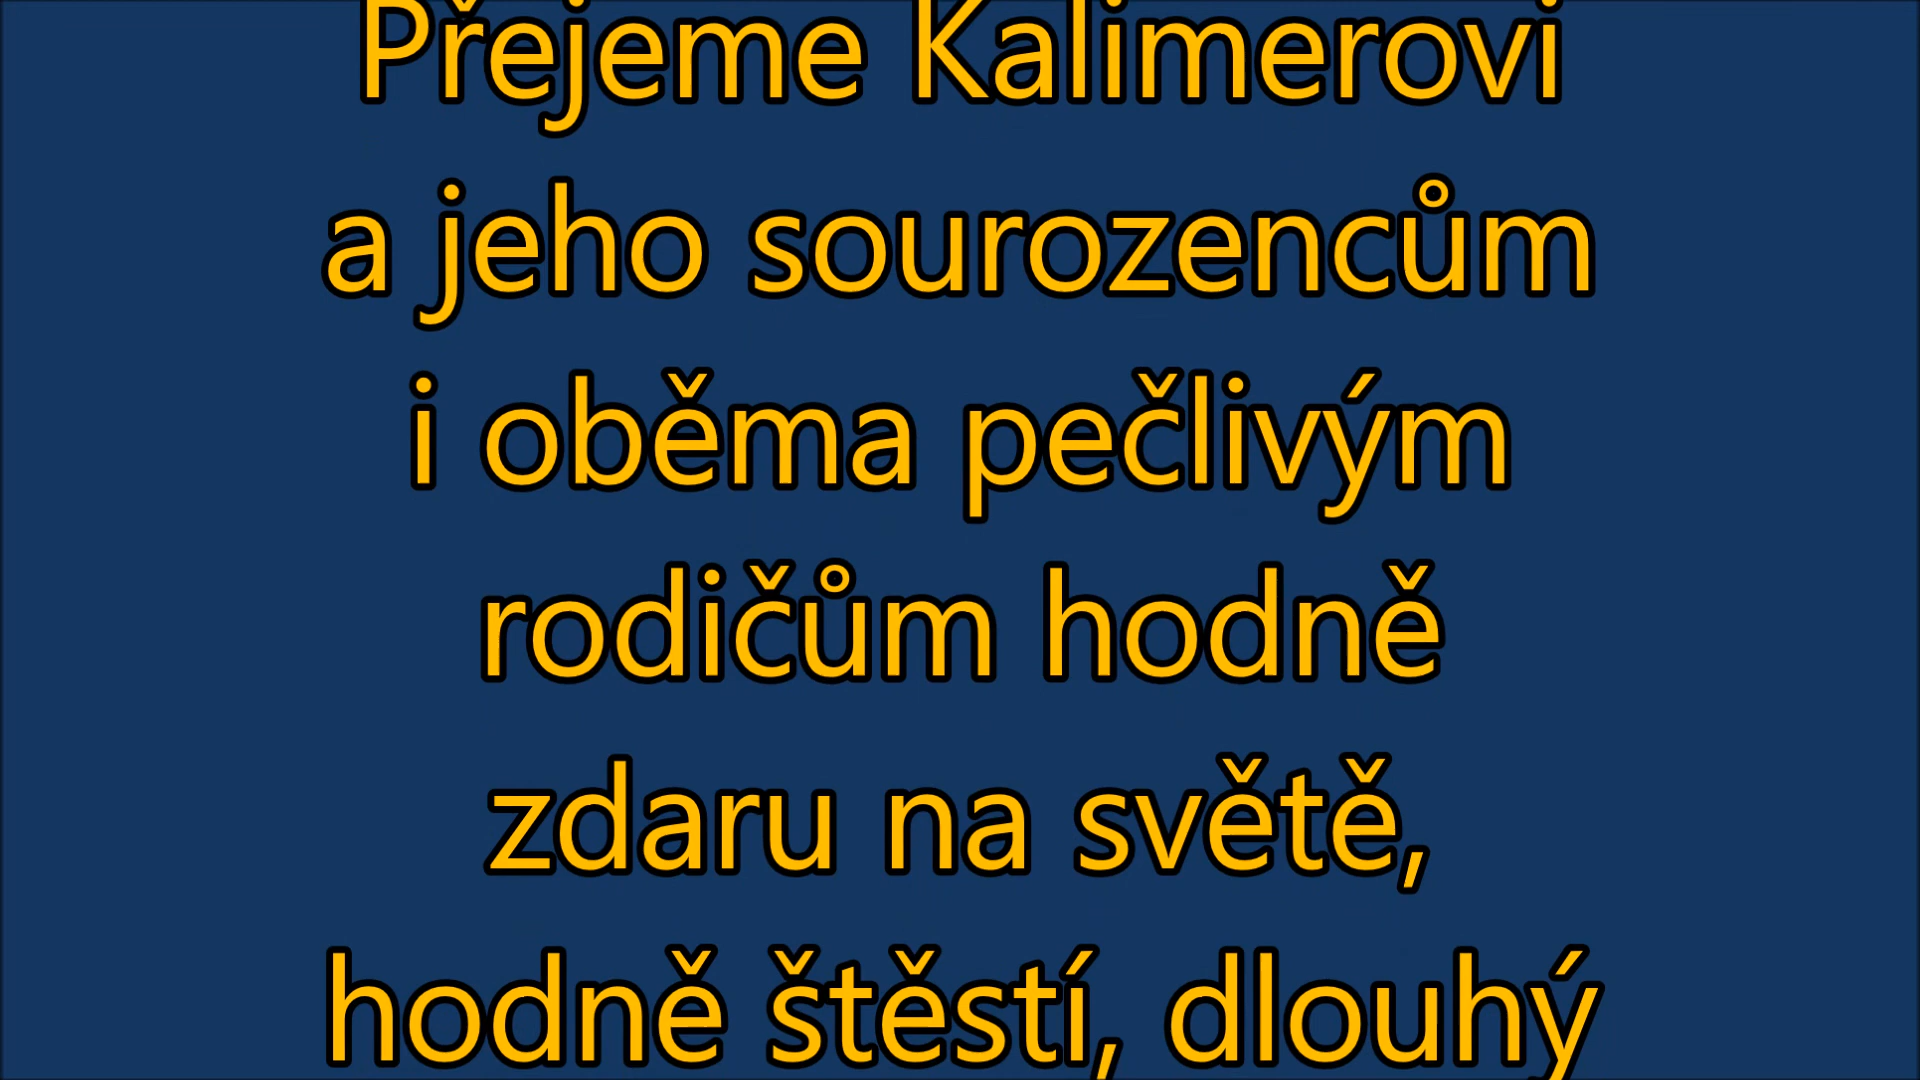 Přejeme Kalimerovi
a jeho sourozencům
i oběma pečlivým
rodičům hodně
zdaru na světě,
hodně štěstí, dlouhý